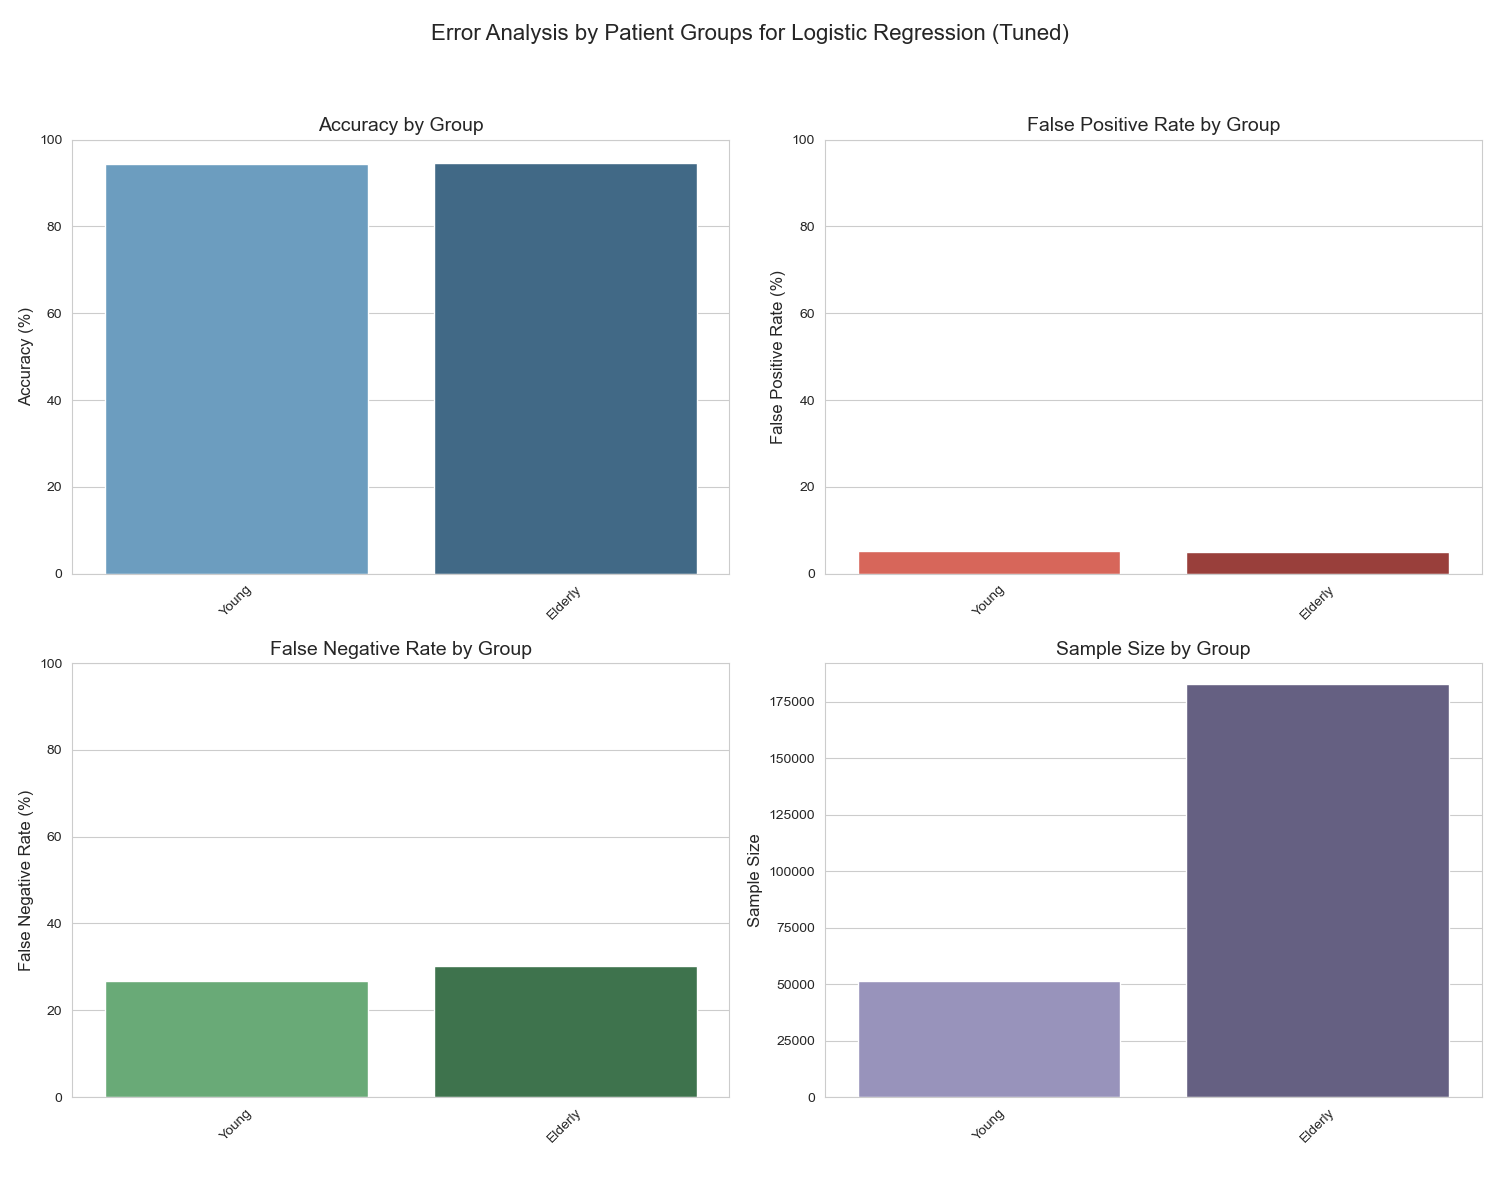 Error Analysis by Patient Groups for Logistic Regression (Tuned)
Accuracy by Group
100
80
60
40
20
0
Accuracy (%)
Young
Elderly
False Positive Rate by Group
100
80
60
40
20
0
False Positive Rate (%)
Young
Elderly
False Negative Rate by Group
100
80
60
40
20
0
False Negative Rate (%)
Young
Elderly
Sample Size by Group
175000
150000
125000
100000
75000
50000
25000
0
Sample Size
Young
Elderly